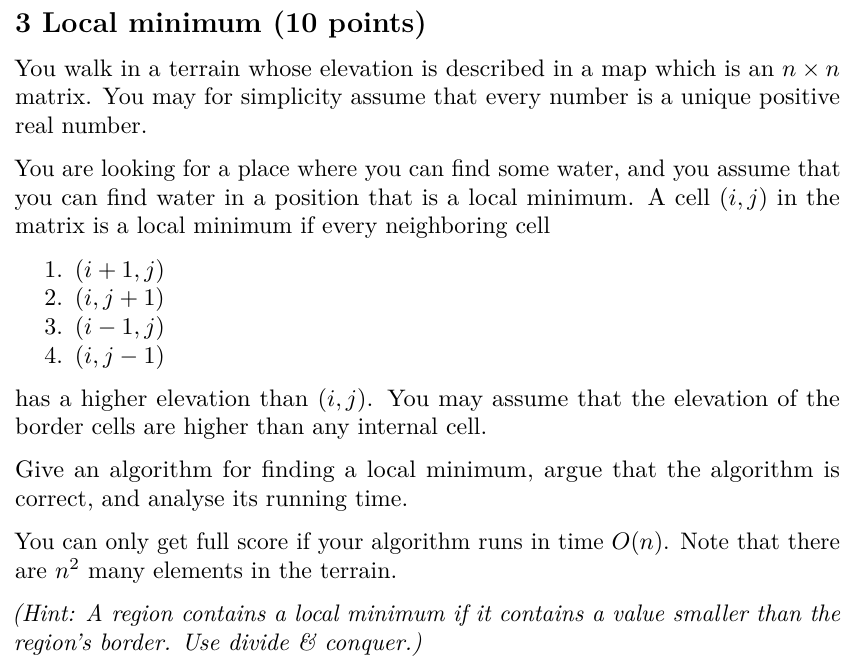 3 Local minimum (10 points)
You walk in a terrain whose elevation is described in a map which is an n × n
matrix. You may for simplicity assume that every number is a unique positive
real number.
You are looking for a place where you can find some water, and you assume that
you can find water in a position that is a local minimum. A cell (i, j) in the
matrix is a local minimum if every neighboring cell
1. (i + 1, j)
2. (i, j + 1)
3. (i − 1, j)
4. (i, j − 1)
has a higher elevation than (i, j). You may assume that the elevation of the
border cells are higher than any internal cell.
Give an algorithm for finding a local minimum, argue that the algorithm is
correct, and analyse its running time.
You can only get full score if your algorithm runs in time O(n). Note that there
are n² many elements in the terrain.
(Hint: A region contains a local minimum if it contains a value smaller than the
region's border. Use divide & conquer.)